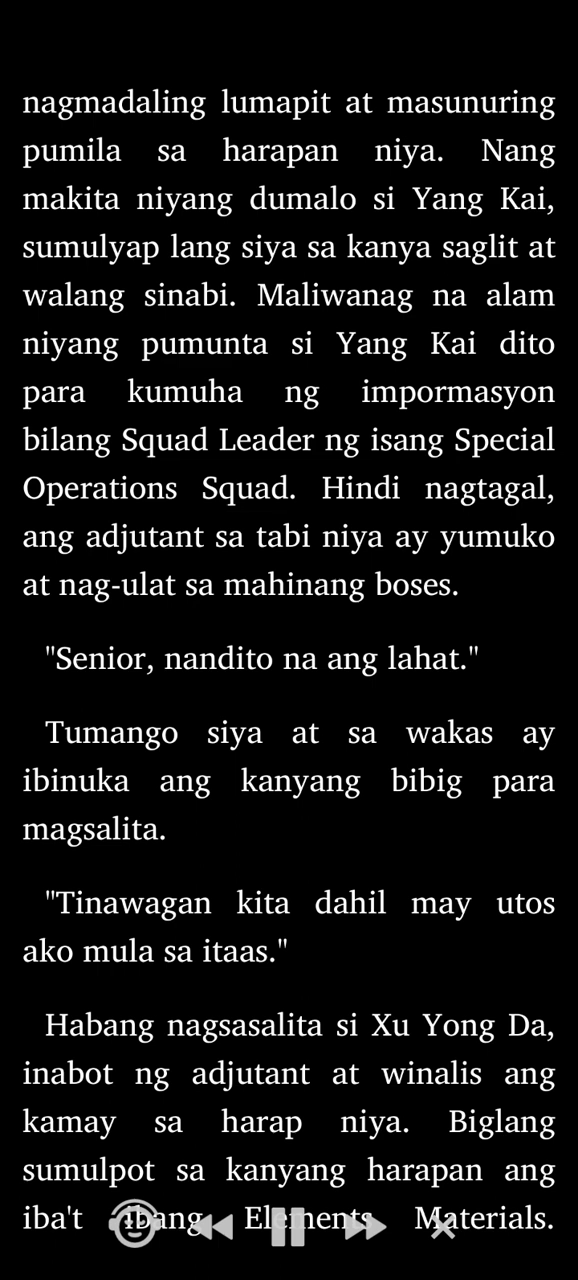 nagmadaling lumapit at masunuring
pumila sa harapan niya. Nang
makita niyang dumalo si Yang Kai,
sumulyap lang siya sa kanya saglit at
walang sinabi. Maliwanag na alam
niyang pumunta si Yang Kai dito
para kumuha ng impormasyon
bilang Squad Leader ng isang Special
Operations Squad. Hindi nagtagal,
ang adjutant sa tabi niya ay yumuko
at nag-ulat sa mahinang boses.
"Senior, nandito na ang lahat."
Tumango siya at sa wakas ay
ibinuka ang kanyang bibig para
magsalita.
"Tinawagan kita dahil may utos
ako mula sa itaas."
Habang nagsasalita si Xu Yong Da,
inabot ng adjutant at winalis ang
kamay sa harap niya. Biglang
sumulpot sa kanyang harapan ang
iba't ibang Elements Materials.